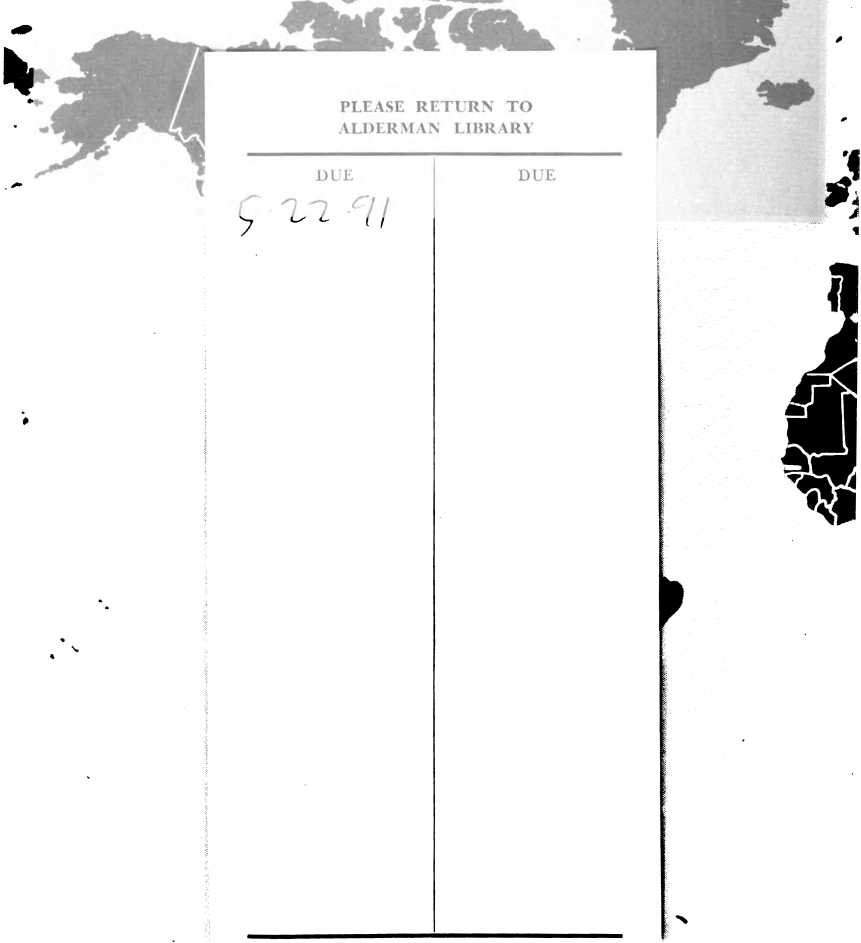 PLEASE RETURN TO
ALDERMAN LIBRARY
DUE DUE
5.22.91